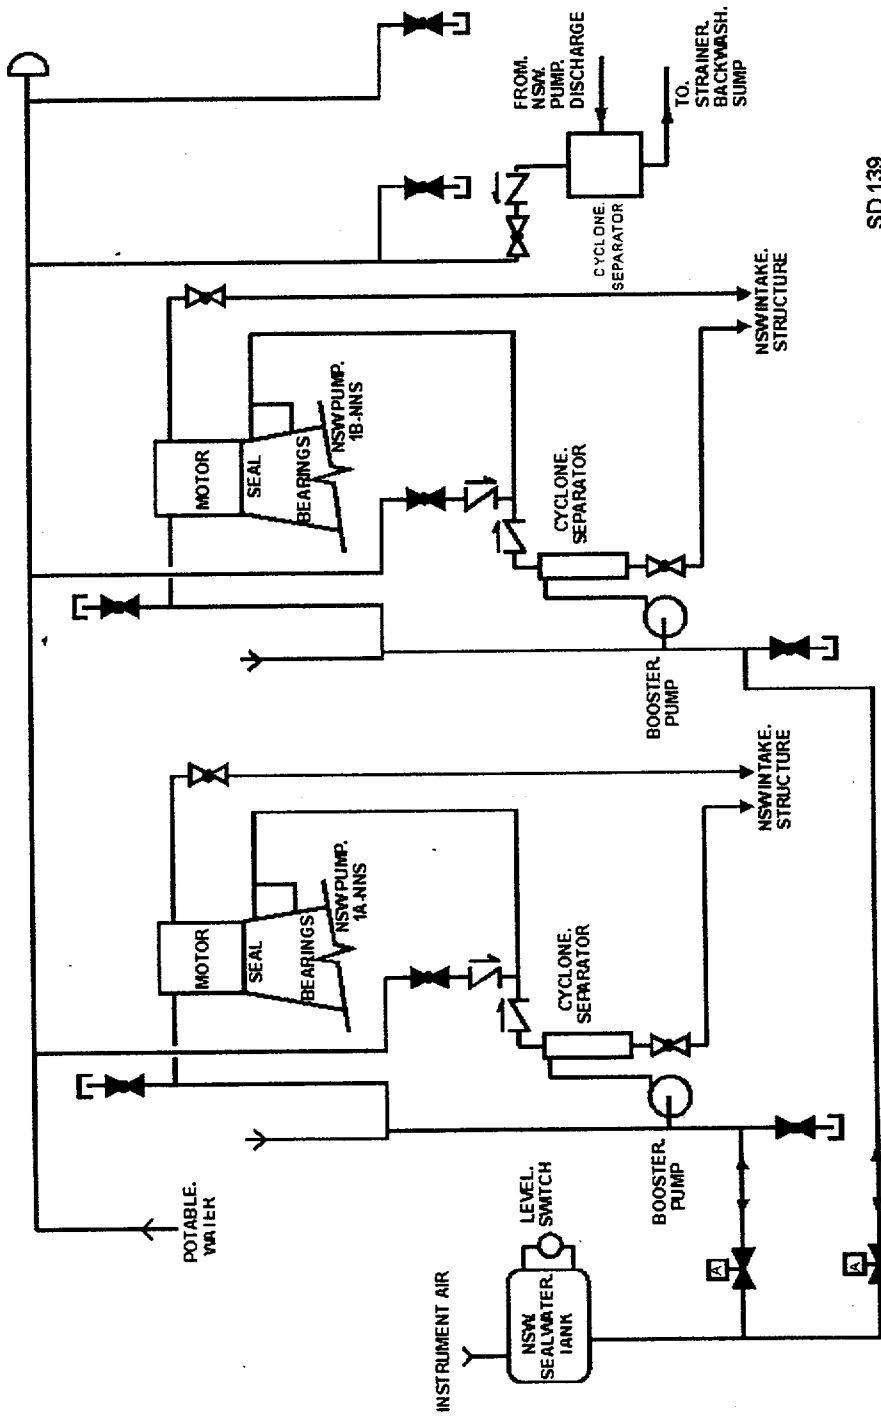 FROM.
NSW.
PUMP.
DISCHARGE
TO.
STRAINER.
BACKWASH.
SUMP
CYCLONE.
SEPARATOR
SD 139
MOTOR
SEAL
BEARINGS
NSW PUMP.
1B-NNS
CYCLONE.
SEPARATOR
NSW INTAKE.
STRUCTURE
BOOSTER.
PUMP
MOTOR
SEAL
BEARINGS
NSW PUMP.
1A-NNS
CYCLONE.
SEPARATOR
NSW INTAKE.
STRUCTURE
BOOSTER.
PUMP
POTABLE.
WATER
LEVEL.
SWITCH
INSTRUMENT AIR
NSW.
SEALWATER.
TANK
A
A